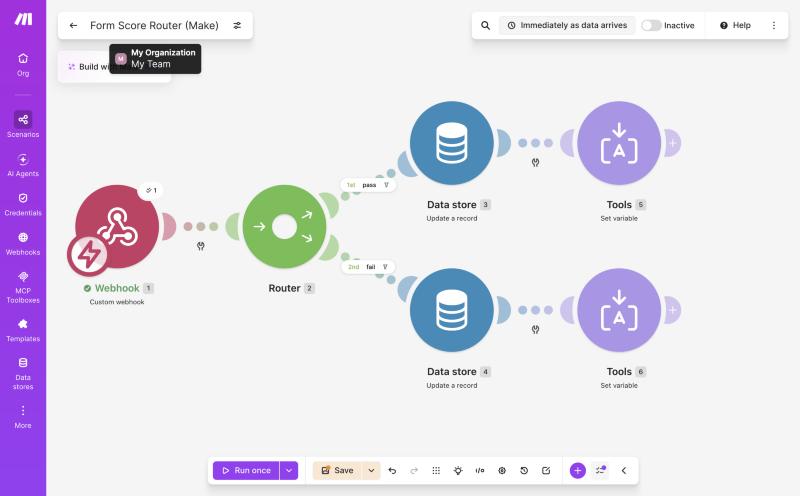 Form Score Router (Make)
Immediately as data arrives
Inactive
Help
M
My Organization
My Team
Build wi
Org
Scenarios
AI Agents
Credentials
Webhooks
MCP
Toolboxes
Templates
Data
stores
More
1
Webhook 1
Custom webhook
Router 2
1st pass
2nd fail
Data store 3
Update a record
Tools 5
Set variable
Data store 4
Update a record
Tools 6
Set variable
Run once
Save